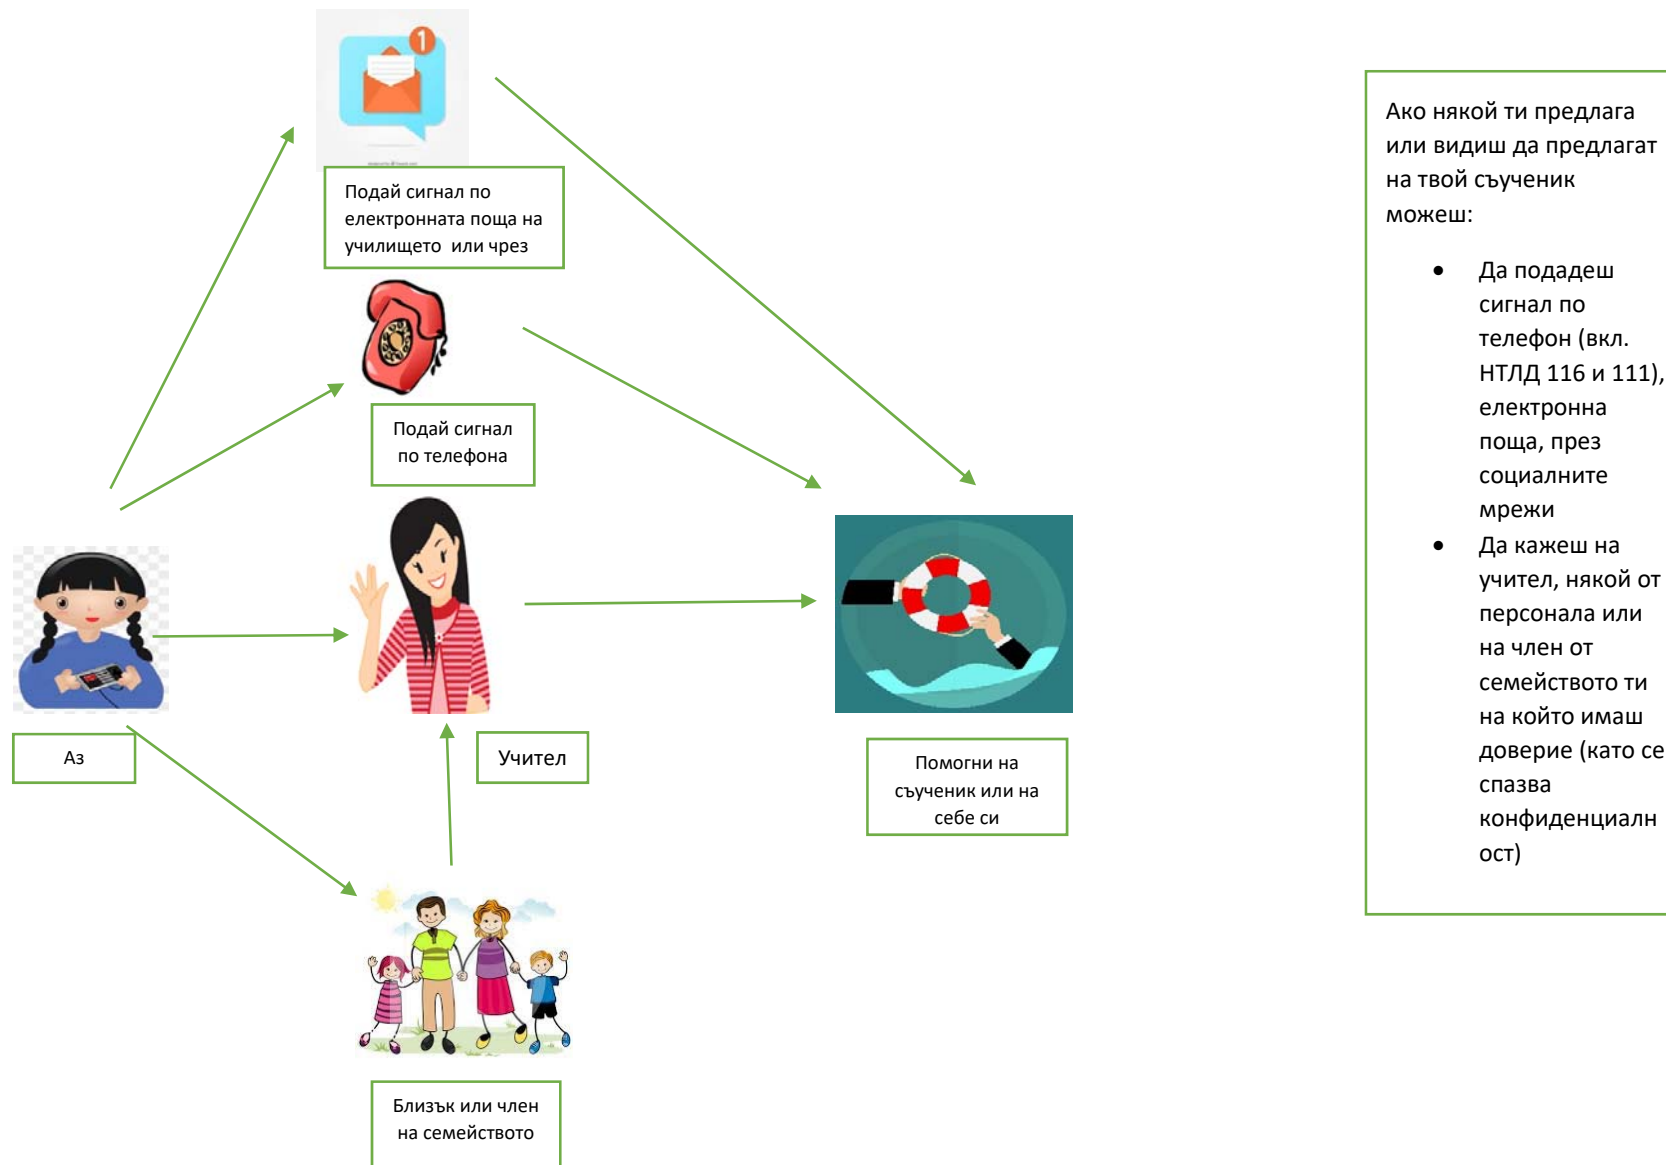 1
Подай сигнал по
електронната поща на
училището или чрез
Подай сигнал
по телефона
Аз
Учител
Помогни на
съученик или на
себе си
Близък или член
на семейството
Ако някой ти предлага
или видиш да предлагат
на твой съученик
можеш:
• Да подадеш
сигнал по
телефон (вкл.
НТЛД 116 и 111),
електронна
поща, през
социалните
мрежи
• Да кажеш на
учител, някой от
персонала или
на член от
семейството ти
на който имаш
доверие (като се
спазва
конфиденциалн
ост)